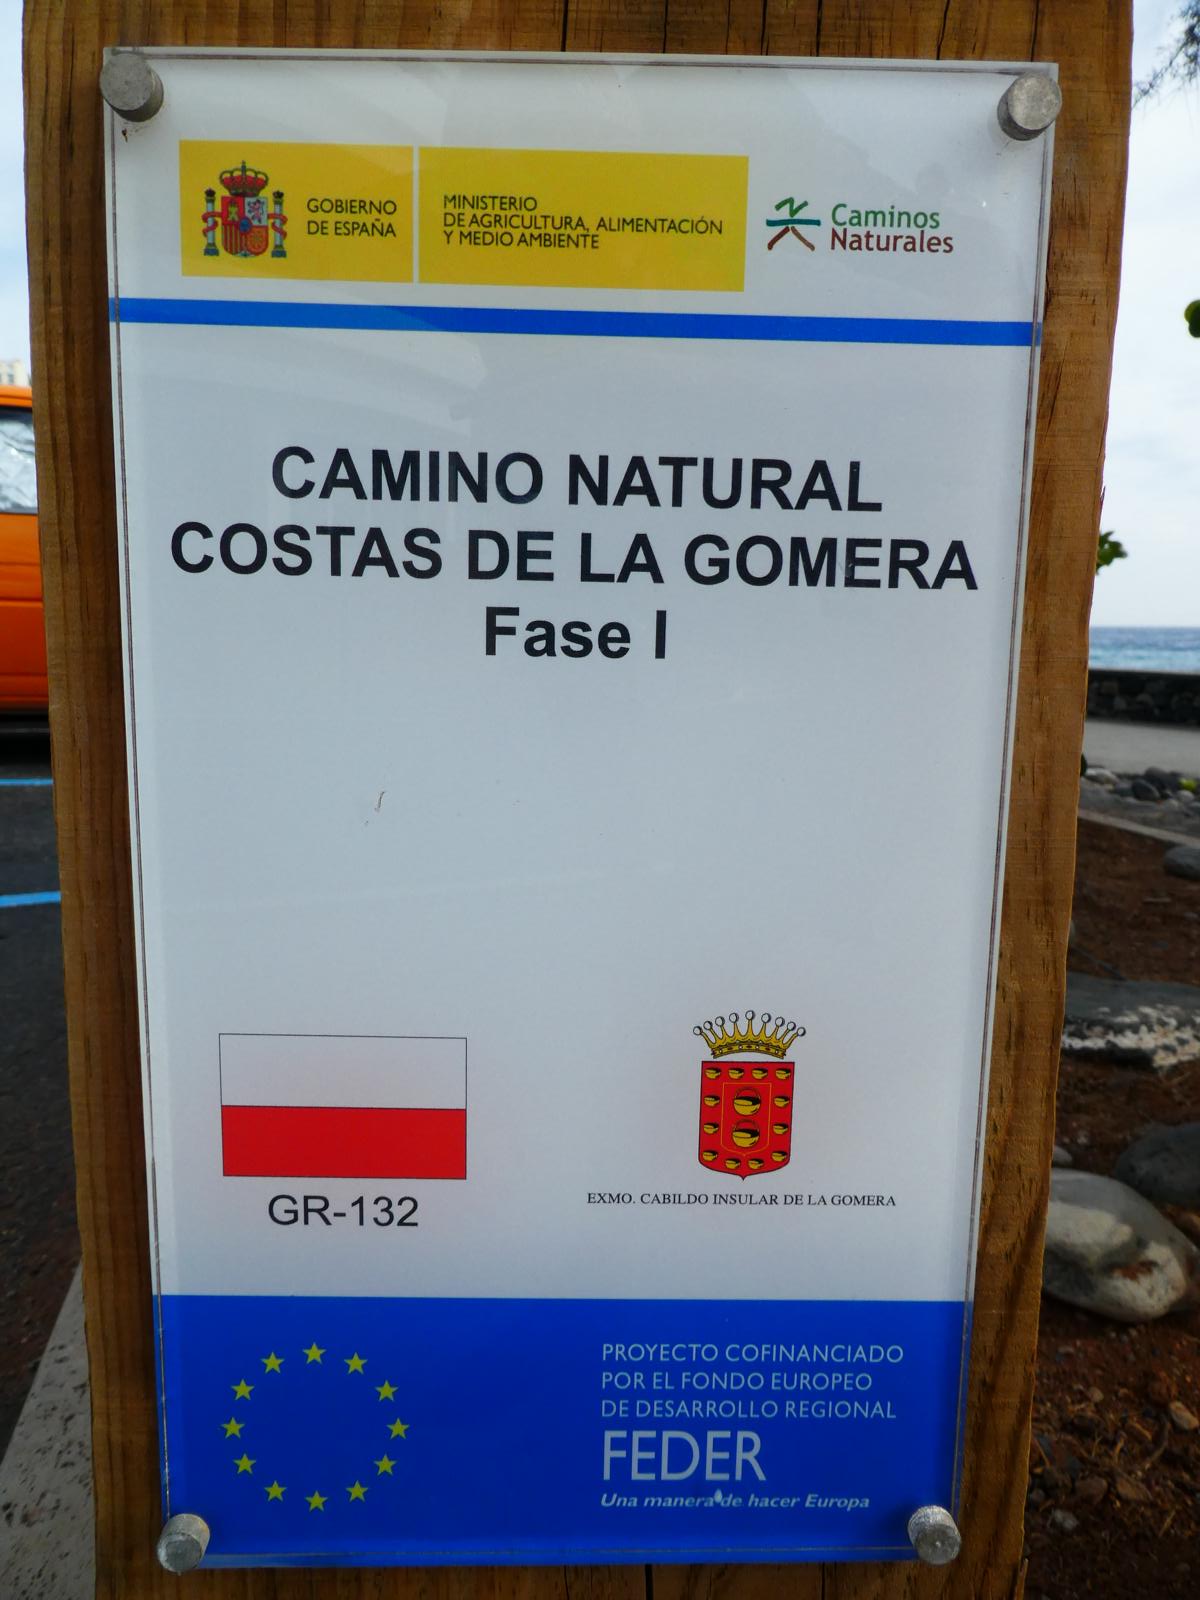 GOBIERNO
DE ESPAÑA
MINISTERIO
DE AGRICULTURA, ALIMENTACIÓN
Y MEDIO AMBIENTE
Caminos
Naturales
CAMINO NATURAL
COSTAS DE LA GOMERA
Fase I
GR-132
EXMO. CABILDO INSULAR DE LA GOMERA
PROYECTO COFINANCIADO
POR EL FONDO EUROPEO
DE DESARROLLO REGIONAL
FEDER
Una manera de hacer Europa